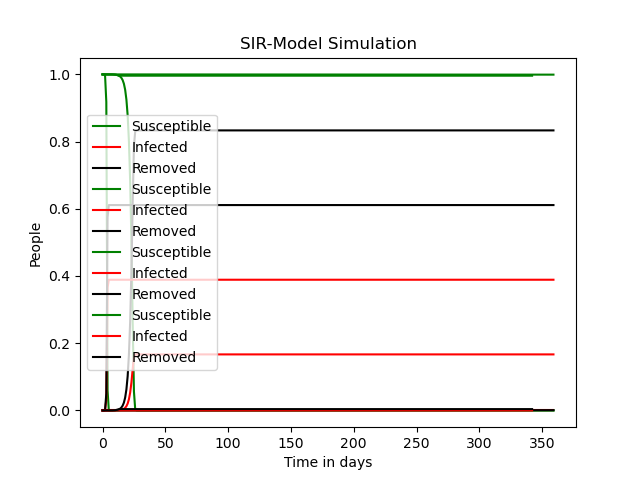 SIR-Model Simulation
1.0
0.8
0.6
0.4
0.2
0.0
People
Susceptible
Infected
Removed
Susceptible
Infected
Removed
Susceptible
Infected
Removed
Susceptible
Infected
Removed
0 50 100 150 200 250 300 350
Time in days